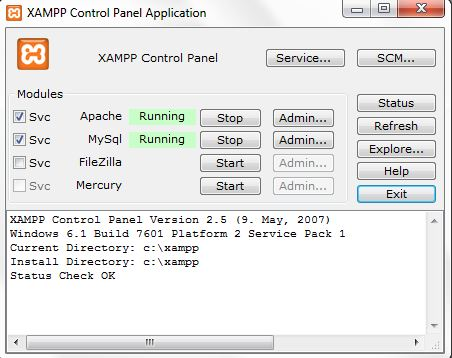 XAMPP Control Panel Application
XAMPP Control Panel
Service...
SCM...
Modules
Svc Apache Running Stop Admin...
Svc MySql Running Stop Admin...
Svc FileZilla Start Admin...
Svc Mercury Start Admin...
Status
Refresh
Explore...
Help
Exit
XAMPP Control Panel Version 2.5 (9. May, 2007)
Windows 6.1 Build 7601 Platform 2 Service Pack 1
Current Directory: c:\xampp
Install Directory: c:\xampp
Status Check OK